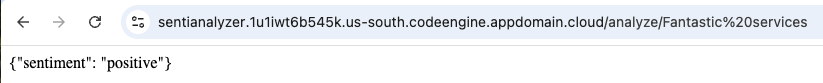 sentianalyzer.1u1iwt6b545k.us-south.codeengine.appdomain.cloud/analyze/Fantastic%20services
{"sentiment": "positive"}